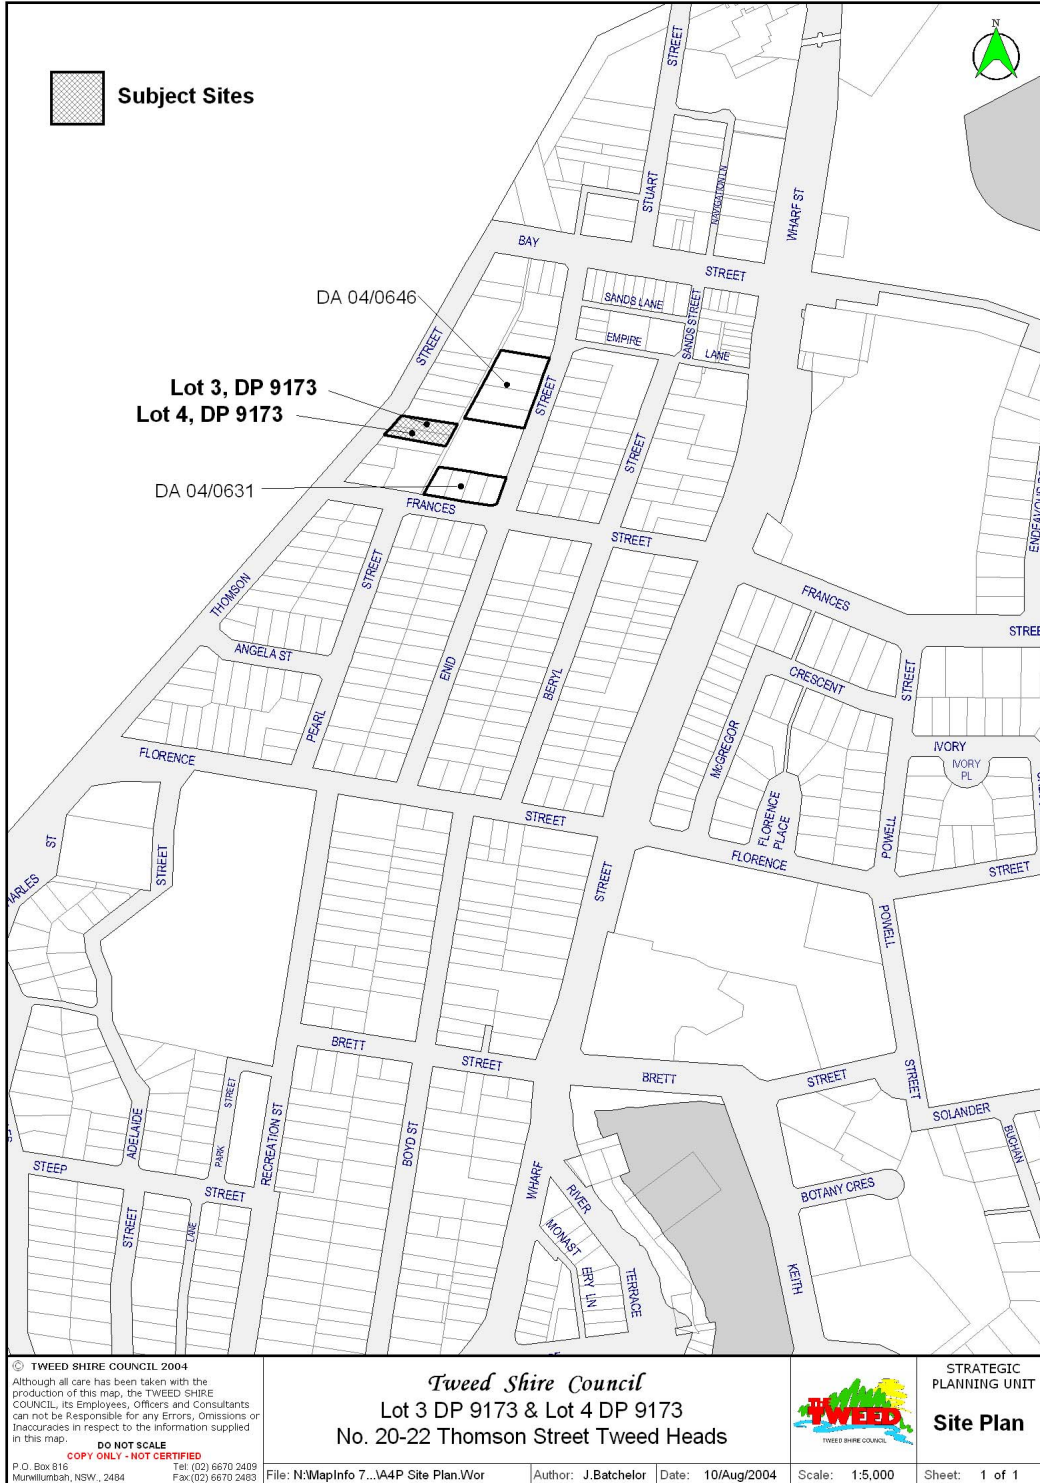 N
Subject Sites
STREET
STUART
NAVIGATION LN
WHARF ST
BAY
STREET
DA 04/0646
SANDS LANE
SANDS STREET
EMPIRE
LANE
STREET
Lot 3, DP 9173
Lot 4, DP 9173
STREET
STREET
DA 04/0631
FRANCES
STREET
THOMSON
STREET
FRANCES
STREE
ANGELA ST
ENID
BERYL
CRESCENT
STREET
PEARL
McGREGOR
IVORY
IVORY
PL
FLORENCE
STREET
FLORENCE
PLACE
POWELL
FLORENCE
STREET
ST
STREET
HARLES
STREET
POWELL
BRETT
STREET
BRETT
STREET
STREET
SOLANDER
BUCHAN
STREET
PARK
ADELAIDE
RECREATION ST
BOYD ST
STEEP
STREET
STREET
LANE
WHARF
RIVER
TERRACE
MONAST
ERY LN
BOTANY CRES
KEITH
© TWEED SHIRE COUNCIL 2004
Although all care has been taken with the
production of this map, the TWEED SHIRE
COUNCIL, its Employees, Officers and Consultants
can not be Responsible for any Errors, Omissions or
Inaccuracies in respect to the information supplied
in this map.
DO NOT SCALE
COPY ONLY - NOT CERTIFIED
P.O. Box 816 Tel: (02) 6670 2409
Murwillumbah, NSW., 2484 Fax:(02) 6670 2483
Tweed Shire Council
Lot 3 DP 9173 & Lot 4 DP 9173
No. 20-22 Thomson Street Tweed Heads
File: N:\MapInfo 7...\A4P Site Plan.Wor
Author: J.Batchelor
Date: 10/Aug/2004
THE
TWEED
TWEED SHIRE COUNCIL
Scale: 1:5,000
STRATEGIC
PLANNING UNIT
Site Plan
Sheet: 1 of 1